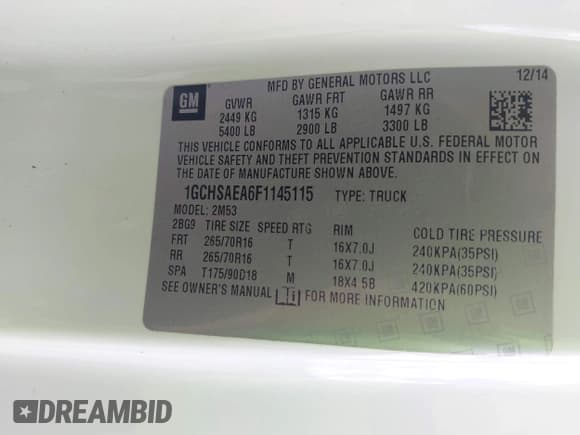 MFD BY GENERAL MOTORS LLC 12/14
GM GVWR GAWR FRT GAWR RR
2449 KG 1315 KG 1497 KG
5400 LB 2900 LB 3300 LB
THIS VEHICLE CONFORMS TO ALL APPLICABLE U.S. FEDERAL MOTOR
VEHICLE SAFETY AND THEFT PREVENTION STANDARDS IN EFFECT ON
THE DATE OF MANUFACTURE SHOWN ABOVE.
1GCHSAEA6F1145115 TYPE: TRUCK
MODEL: 2M53
2BG9 TIRE SIZE SPEED RTG RIM COLD TIRE PRESSURE
FRT 265/70R16 T 16X7.0J 240KPA(35PSI)
RR 265/70R16 T 16X7.0J 240KPA(35PSI)
SPA T175/90D18 M 18X4.5B 420KPA(60PSI)
SEE OWNER'S MANUAL FOR MORE INFORMATION
DREAMBID